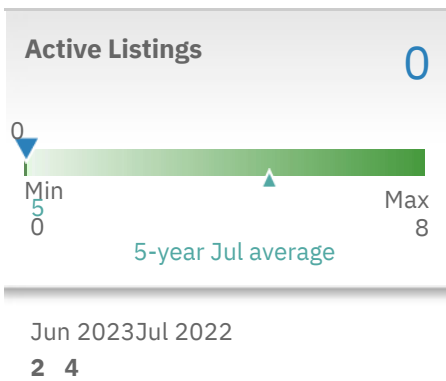 Active Listings 0
0
Min
Max
5
0 8
5-year Jul average
Jun 2023Jul 2022
2 4